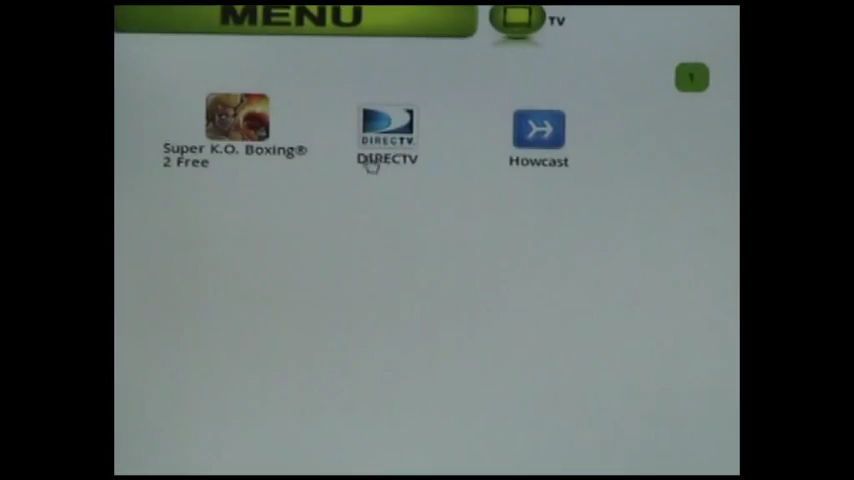 MENU
TV
1
DIRECTV
Super K.O. Boxing®
2 Free
DIRECTV
Howcast